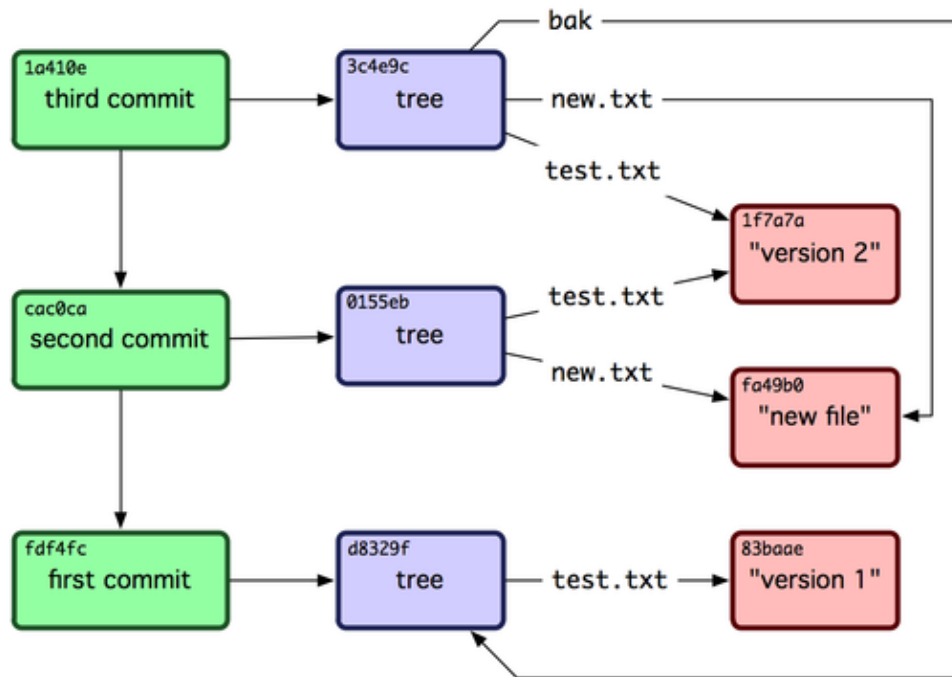 bak
1a410e
third commit
3c4e9c
tree
new.txt
test.txt
1f7a7a
"version 2"
cac0ca
second commit
0155eb
tree
test.txt
new.txt
fa49b0
"new file"
fdf4fc
first commit
d8329f
tree
test.txt
83baae
"version 1"